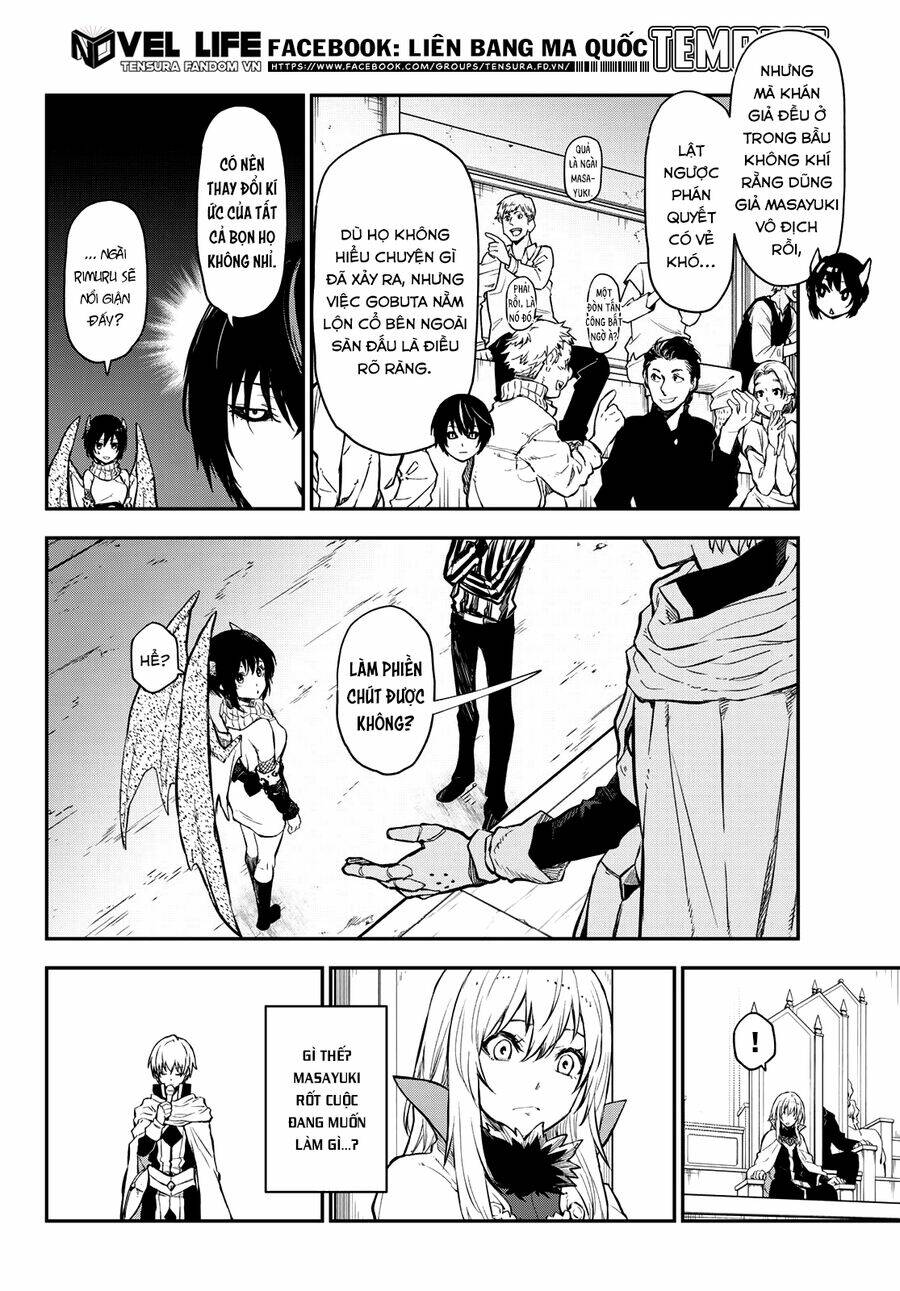 NOVEL LIFE
TENSURA FANDOM VN
FACEBOOK: LIÊN BANG MA QUỐC
HTTPS://WWW.FACEBOOK.COM/GROUPS/TENSURA.FD.VN/
NHƯNG
MÀ KHÁN
GIẢ ĐỀU Ở
TRONG BẦU
KHÔNG KHÍ
RẰNG DŨNG
GIẢ MASAYUKI
VÔ ĐỊCH
RỒI,
LẬT
NGƯỢC
PHÁN
QUYẾT
CÓ VẺ
KHÓ...
QUẢ
LÀ NGÀI
MASA-
YUKI.
MỘT
ĐÒN TẤN
CÔNG BẤT
NGỜ À?
PHẢI
RỒI, LÀ
NÓ ĐÓ.
DÙ HỌ KHÔNG
HIỂU CHUYỆN GÌ
ĐÃ XẢY RA, NHƯNG
VIỆC GOBUTA NẰM
LỘN CỔ BÊN NGOÀI
SÀN ĐẤU LÀ ĐIỀU
RÕ RÀNG.
CÓ NÊN
THAY ĐỔI KÍ
ỨC CỦA TẤT
CẢ BỌN HỌ
KHÔNG NHỈ.
... NGÀI
RIMURU SẼ
NỔI GIẬN
ĐẤY?
LÀM PHIỀN
CHÚT ĐƯỢC
KHÔNG?
HỂ?
!
GÌ THẾ?
MASAYUKI
RỐT CUỘC
ĐANG MUỐN
LÀM GÌ...?